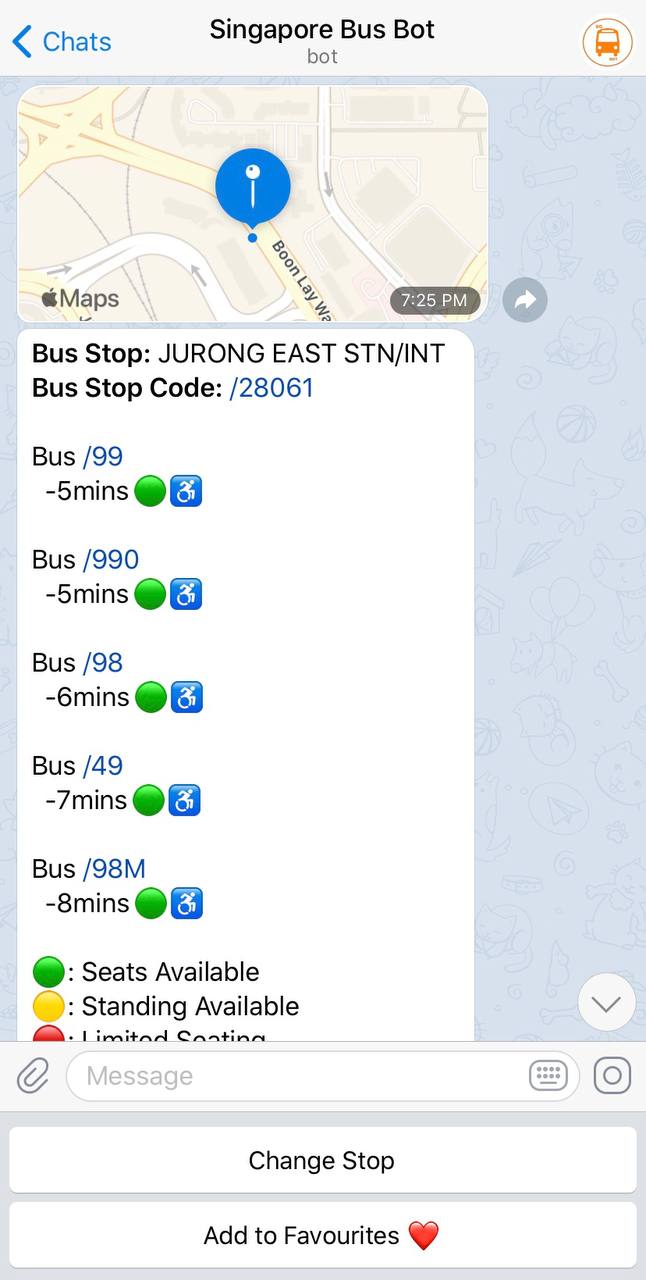 Chats
Singapore Bus Bot
bot
Boon Lay Wa
Maps
7:25 PM
Bus Stop: JURONG EAST STN/INT
Bus Stop Code: /28061
Bus /99
-5mins
Bus /990
-5mins
Bus /98
-6mins
Bus /49
-7mins
Bus /98M
-8mins
: Seats Available
: Standing Available
: Limited Seating
Message
Change Stop
Add to Favourites ❤️